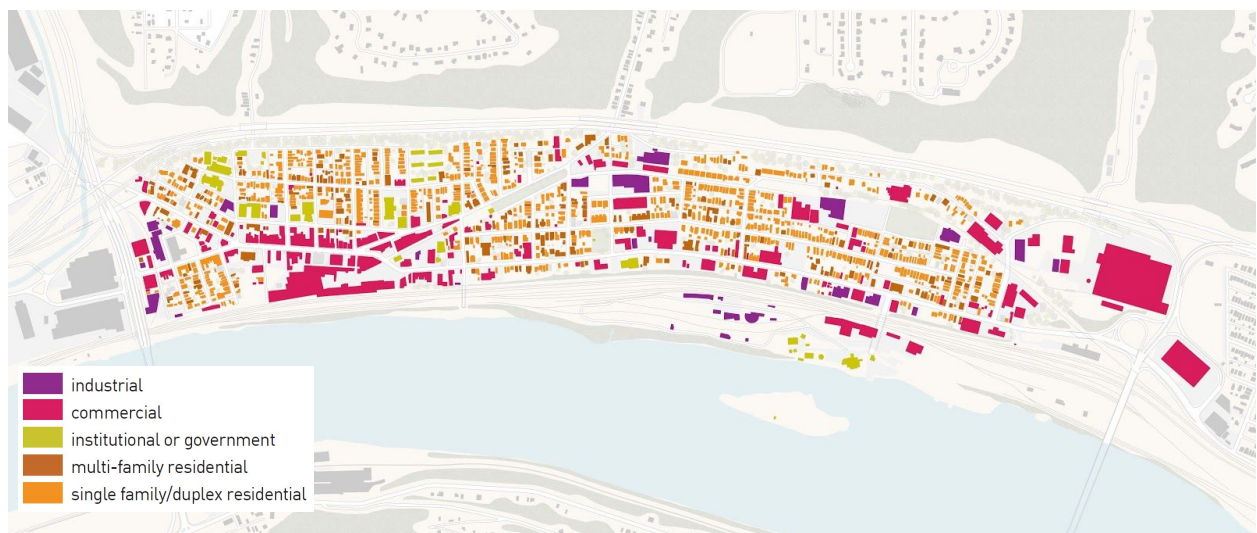 industrial
commercial
institutional or government
multi-family residential
single family/duplex residential